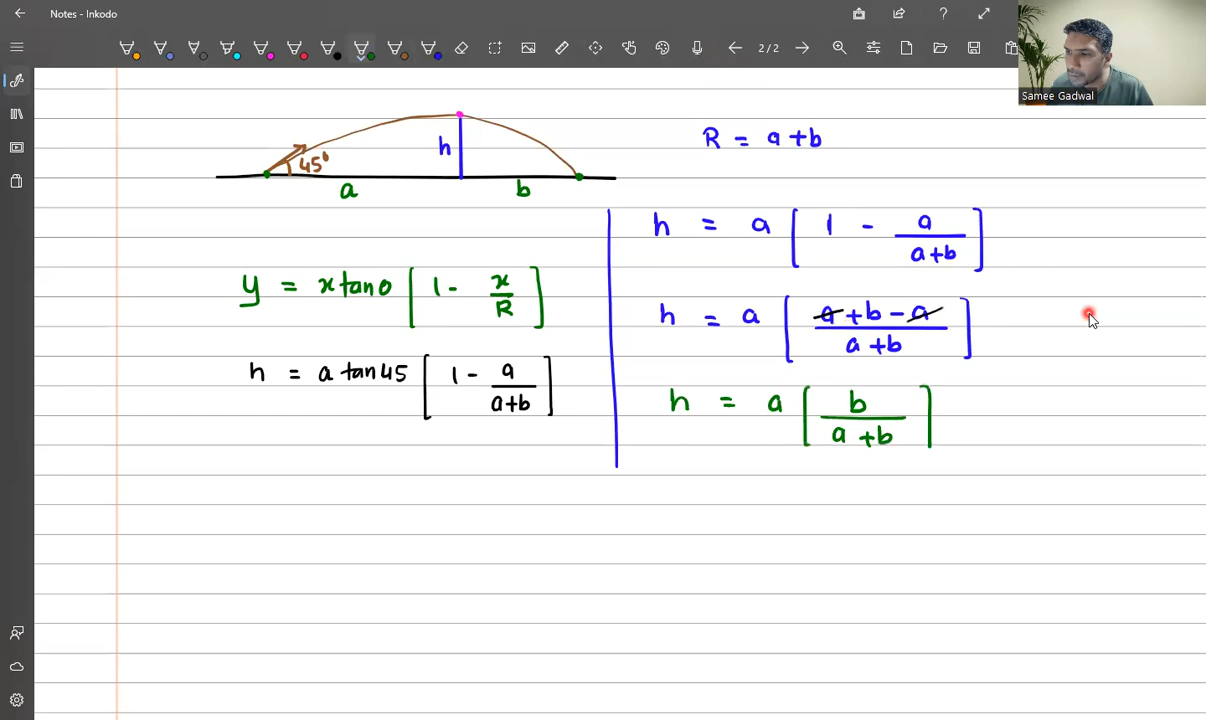 Notes - Inkodo
2/2
Samee Gadwal
h
45°
a
b
R = a+b
y = x tanθ [1 - x/R]
h = a tan45 [1 - a/a+b]
h = a [1 - a/a+b]
h = a [a+b-a/a+b]
h = a [b/a+b]